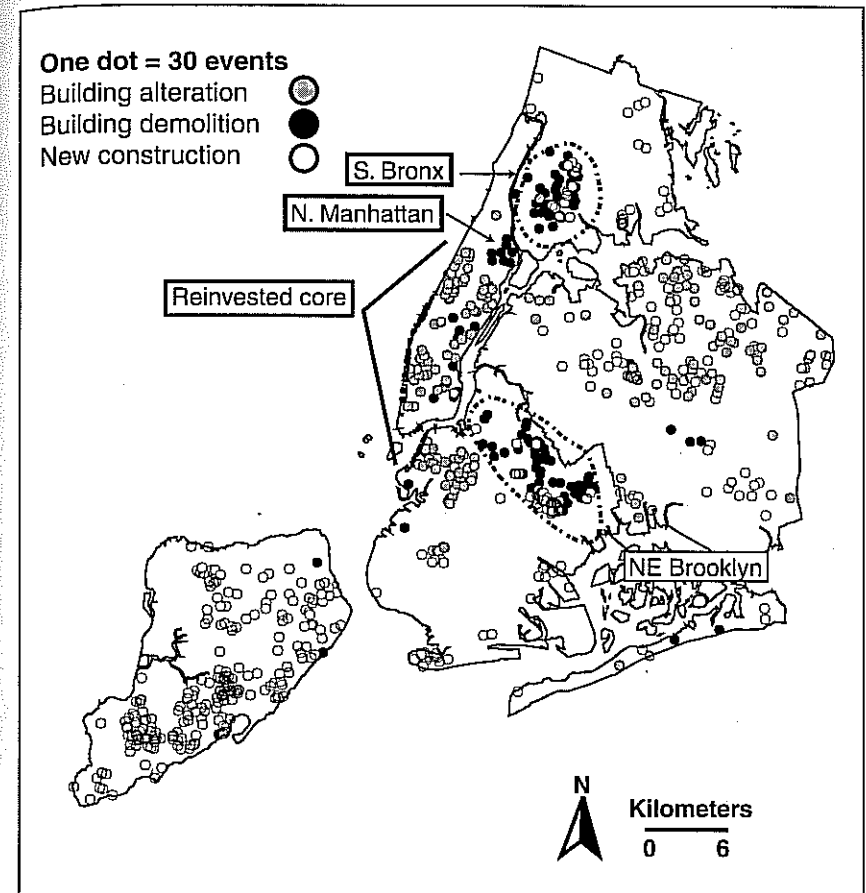 One dot = 30 events
Building alteration
Building demolition
New construction
S. Bronx
N. Manhattan
Reinvested core
NE Brooklyn
N
Kilometers
0 6